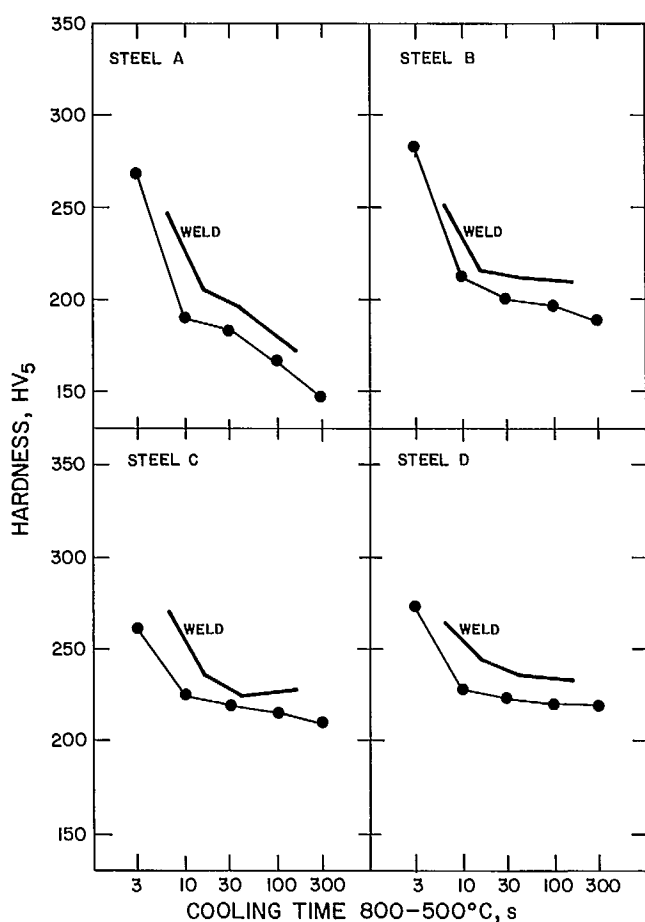 350
STEEL A
STEEL B
300
250
WELD
WELD
200
150
STEEL C
STEEL D
350
300
250
WELD
WELD
200
150
3 10 30 100 300
3 10 30 100 300
HARDNESS, HV5
COOLING TIME 800-500°C, s